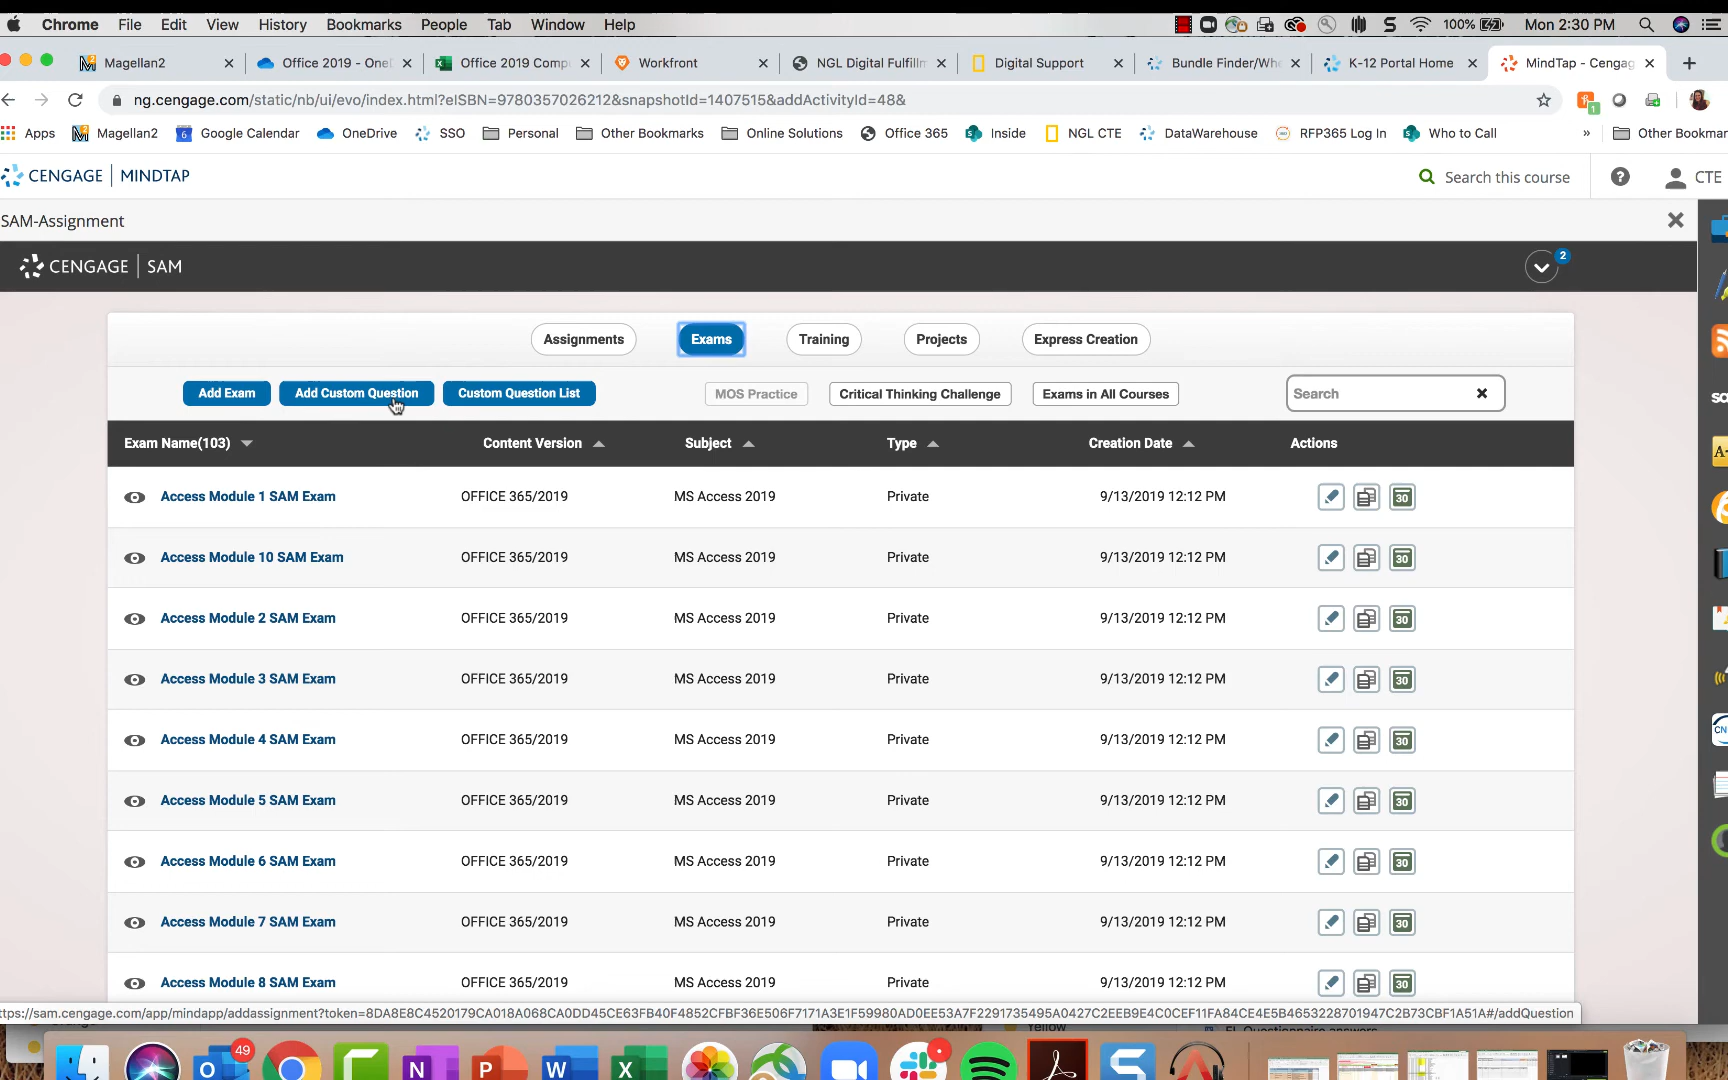 Chrome File Edit View History Bookmarks People Tab Window Help 100% Mon 2:30 PM
Magellan2 Office 2019 - OneD Office 2019 Comp Workfront NGL Digital Fulfillm Digital Support Bundle Finder/Whe K-12 Portal Home MindTap - Cengag
ng.cengage.com/static/nb/ui/evo/index.html?eISBN=9780357026212&snapshotId=1407515&addActivityId=48& 1
Apps Magellan2 6 Google Calendar OneDrive SSO Personal Other Bookmarks Online Solutions Office 365 Inside NGL CTE DataWarehouse RFP365 Log In Who to Call » Other Bookmar
CENGAGE | MINDTAP Search this course CTE
SAM-Assignment
CENGAGE | SAM 2
Assignments Exams Training Projects Express Creation
Add Exam Add Custom Question Custom Question List MOS Practice Critical Thinking Challenge Exams in All Courses Search
Exam Name(103) Content Version Subject Type Creation Date Actions
Access Module 1 SAM Exam OFFICE 365/2019 MS Access 2019 Private 9/13/2019 12:12 PM 30
Access Module 10 SAM Exam OFFICE 365/2019 MS Access 2019 Private 9/13/2019 12:12 PM 30
Access Module 2 SAM Exam OFFICE 365/2019 MS Access 2019 Private 9/13/2019 12:12 PM 30
Access Module 3 SAM Exam OFFICE 365/2019 MS Access 2019 Private 9/13/2019 12:12 PM 30
Access Module 4 SAM Exam OFFICE 365/2019 MS Access 2019 Private 9/13/2019 12:12 PM 30
Access Module 5 SAM Exam OFFICE 365/2019 MS Access 2019 Private 9/13/2019 12:12 PM 30
Access Module 6 SAM Exam OFFICE 365/2019 MS Access 2019 Private 9/13/2019 12:12 PM 30
Access Module 7 SAM Exam OFFICE 365/2019 MS Access 2019 Private 9/13/2019 12:12 PM 30
Access Module 8 SAM Exam OFFICE 365/2019 MS Access 2019 Private 9/13/2019 12:12 PM 30
ttps://sam.cengage.com/app/mindapp/addassignment?token=8DA8E8C4520179CA018A068CA0DD45CE63FB40F4852CFBF36E506F7171A3E1F59980AD0EE53A7F2291735495A0427C2EEB9E4C0CEF11FA84CE4E5B4653228701947C2B73CBF1A51A#/addQuestion
Yellow
49